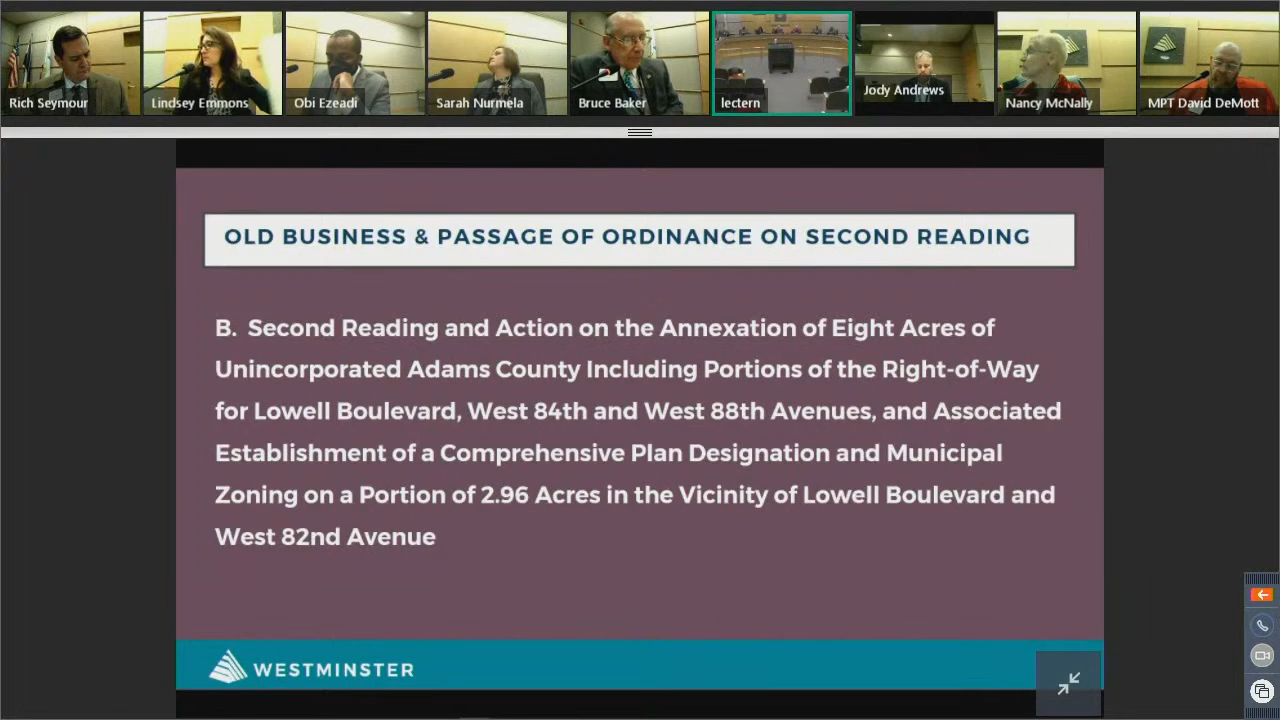 Rich Seymour
Lindsey Emmons
Obi Ezeadi
Sarah Nurmela
Bruce Baker
lectern
Jody Andrews
Nancy McNally
MPT David DeMott
OLD BUSINESS & PASSAGE OF ORDINANCE ON SECOND READING
B. Second Reading and Action on the Annexation of Eight Acres of
Unincorporated Adams County Including Portions of the Right-of-Way
for Lowell Boulevard, West 84th and West 88th Avenues, and Associated
Establishment of a Comprehensive Plan Designation and Municipal
Zoning on a Portion of 2.96 Acres in the Vicinity of Lowell Boulevard and
West 82nd Avenue
WESTMINSTER